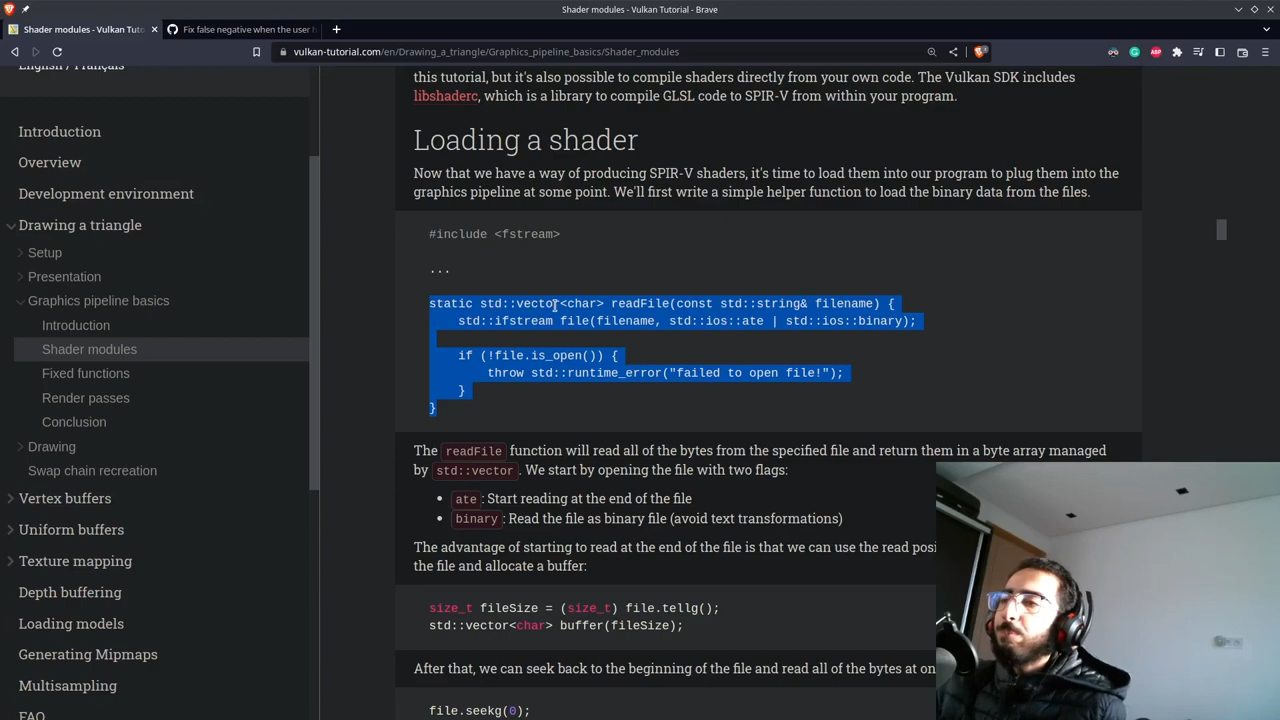 Shader modules - Vulkan Tutorial - Brave
Shader modules - Vulkan Tuto
Fix false negative when the user h
vulkan-tutorial.com/en/Drawing_a_triangle/Graphics_pipeline_basics/Shader_modules
English / Français
Introduction
Overview
Development environment
Drawing a triangle
Setup
Presentation
Graphics pipeline basics
Introduction
Shader modules
Fixed functions
Render passes
Conclusion
Drawing
Swap chain recreation
Vertex buffers
Uniform buffers
Texture mapping
Depth buffering
Loading models
Generating Mipmaps
Multisampling
FAQ
this tutorial, but it's also possible to compile shaders directly from your own code. The Vulkan SDK includes
libshaderc, which is a library to compile GLSL code to SPIR-V from within your program.
Loading a shader
Now that we have a way of producing SPIR-V shaders, it's time to load them into our program to plug them into the
graphics pipeline at some point. We'll first write a simple helper function to load the binary data from the files.
#include <fstream>
...
static std::vector<char> readFile(const std::string& filename) {
std::ifstream file(filename, std::ios::ate | std::ios::binary);
if (!file.is_open()) {
throw std::runtime_error("failed to open file!");
}
}
The readFile function will read all of the bytes from the specified file and return them in a byte array managed
by std::vector. We start by opening the file with two flags:
ate: Start reading at the end of the file
binary: Read the file as binary file (avoid text transformations)
The advantage of starting to read at the end of the file is that we can use the read posi
the file and allocate a buffer:
size_t fileSize = (size_t) file.tellg();
std::vector<char> buffer(fileSize);
After that, we can seek back to the beginning of the file and read all of the bytes at on
file.seekg(0);